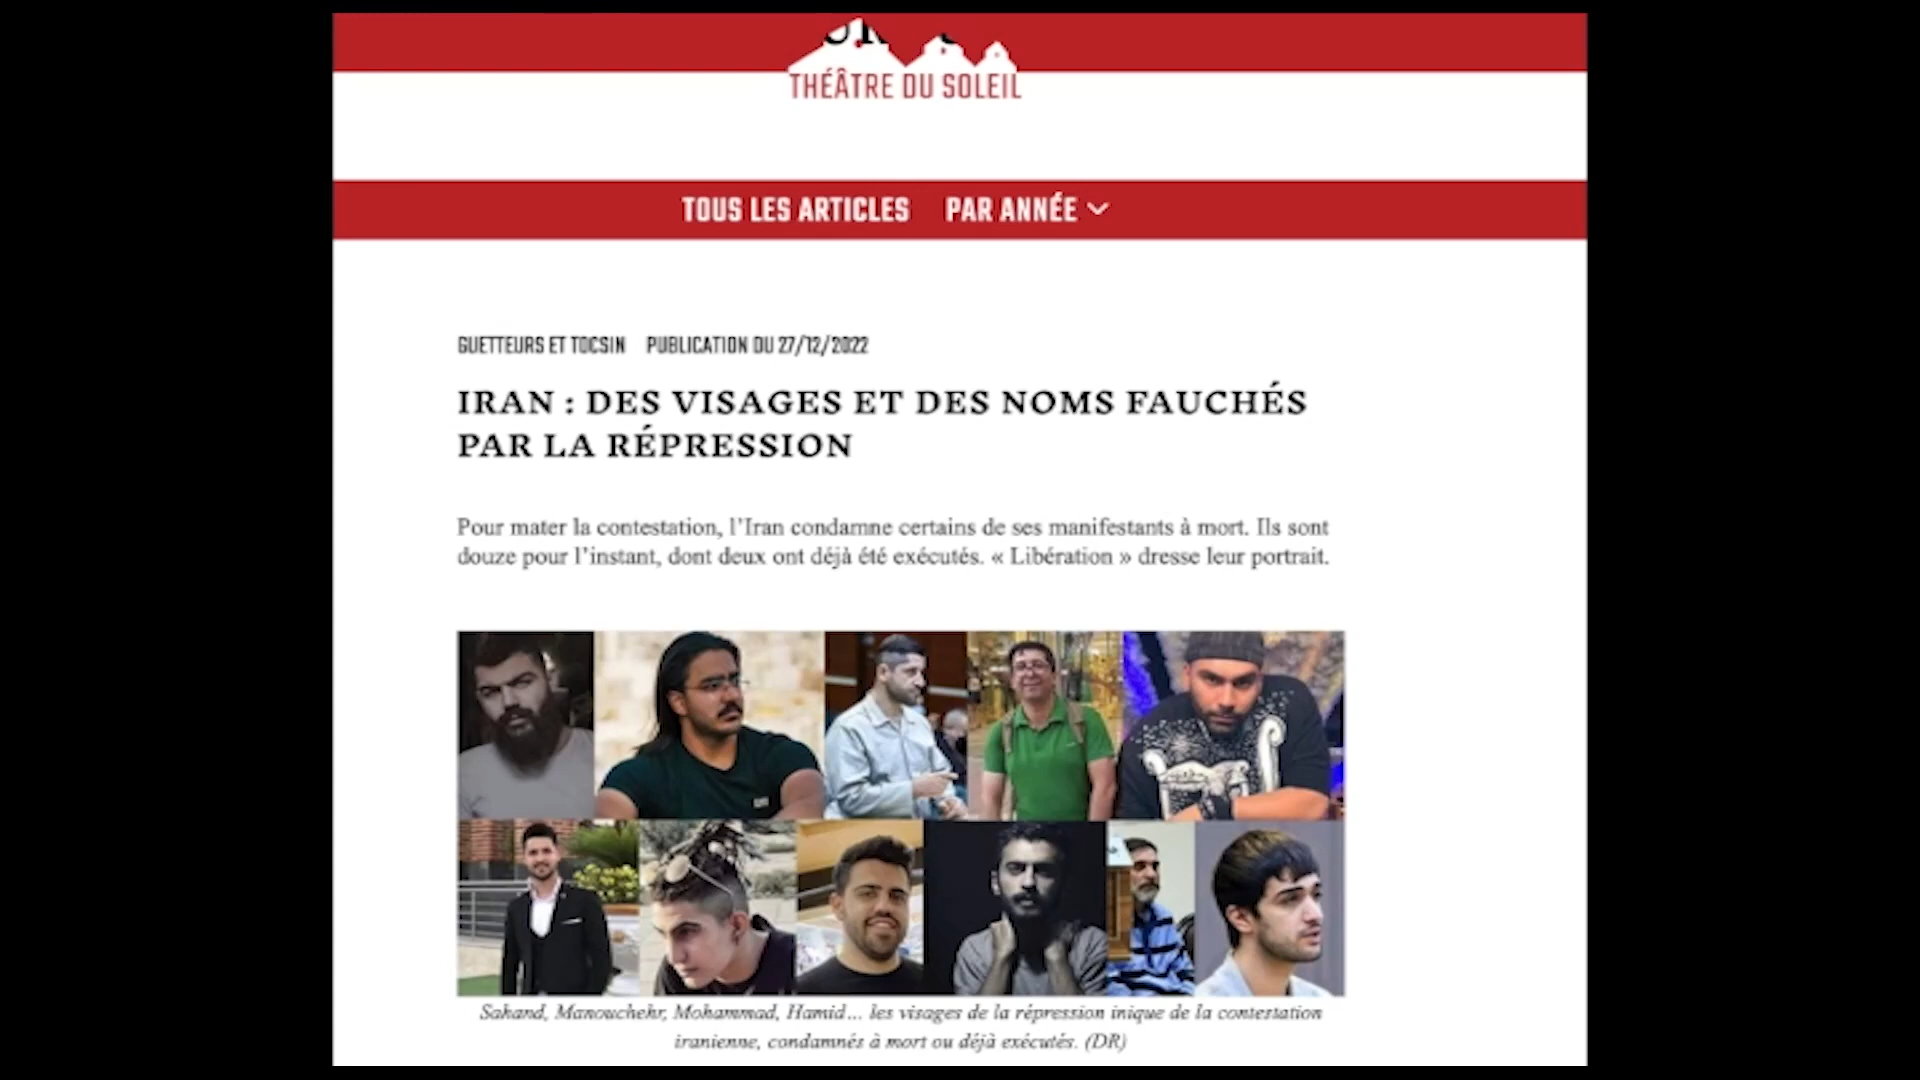 THÉÂTRE DU SOLEIL
TOUS LES ARTICLES PAR ANNÉE
GUETTEURS ET TOCSIN PUBLICATION DU 27/12/2022
IRAN : DES VISAGES ET DES NOMS FAUCHÉS
PAR LA RÉPRESSION
Pour mater la contestation, l’Iran condamne certains de ses manifestants à mort. Ils sont
douze pour l’instant, dont deux ont déjà été exécutés. « Libération » dresse leur portrait.
Sahand, Manouchehr, Mohammad, Hamid… les visages de la répression inique de la contestation
iranienne, condamnés à mort ou déjà exécutés. (DR)